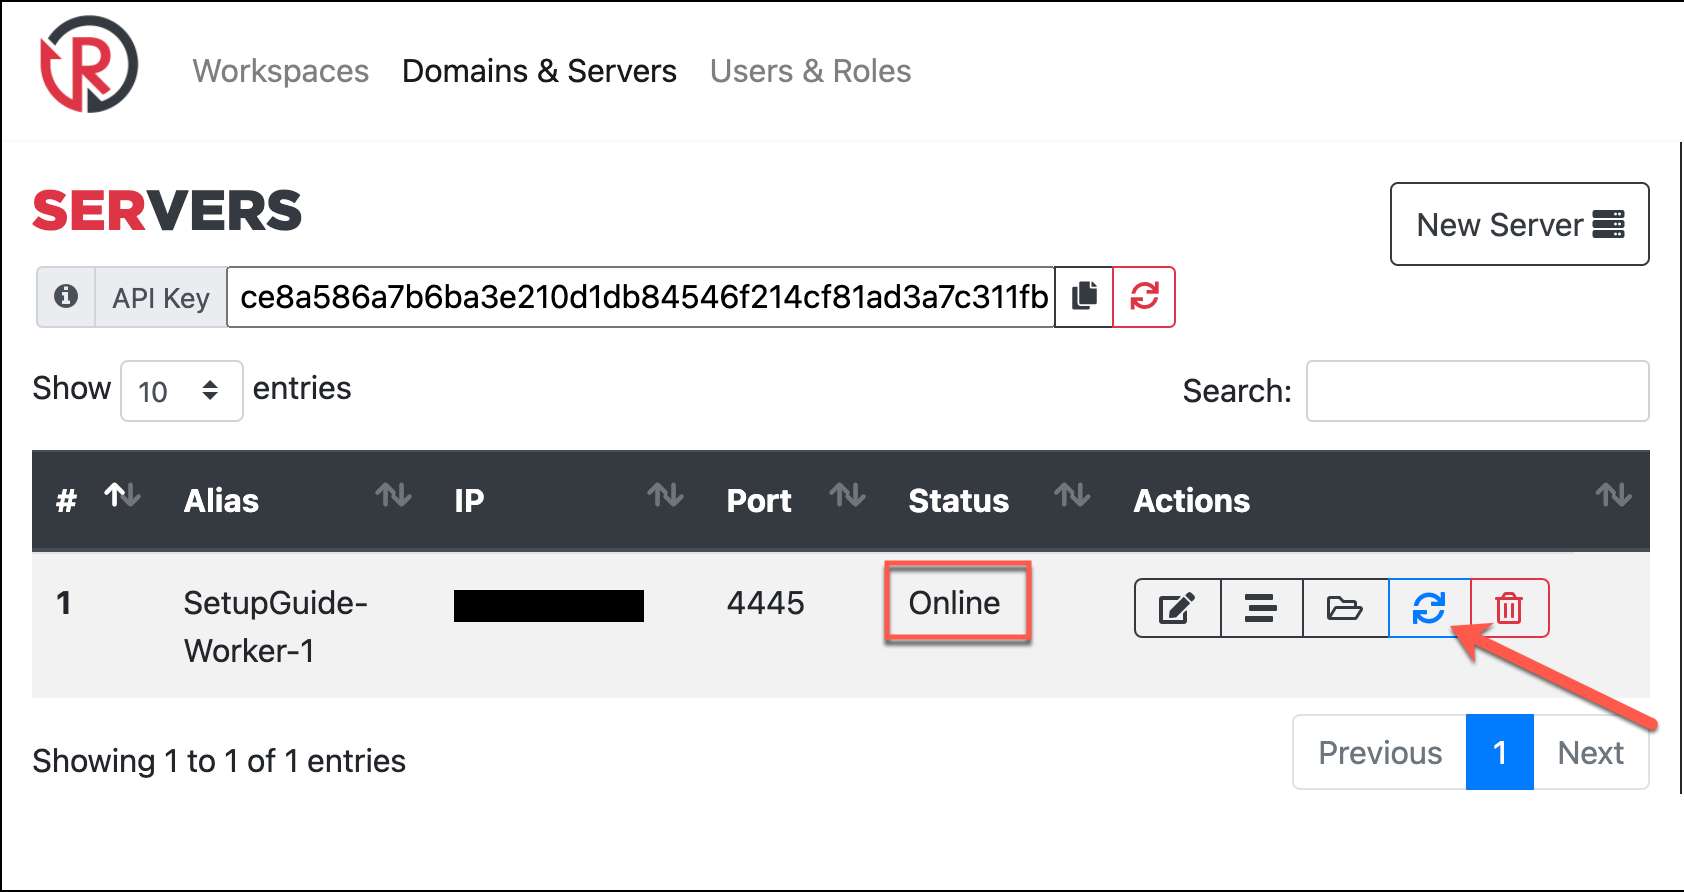 R
Workspaces Domains & Servers Users & Roles
SERVERS
New Server
API Key ce8a586a7b6ba3e210d1db84546f214cf81ad3a7c311fb
Show 10 entries
Search:
# Alias IP Port Status Actions
1 SetupGuide- 4445 Online
Worker-1
Showing 1 to 1 of 1 entries
Previous 1 Next